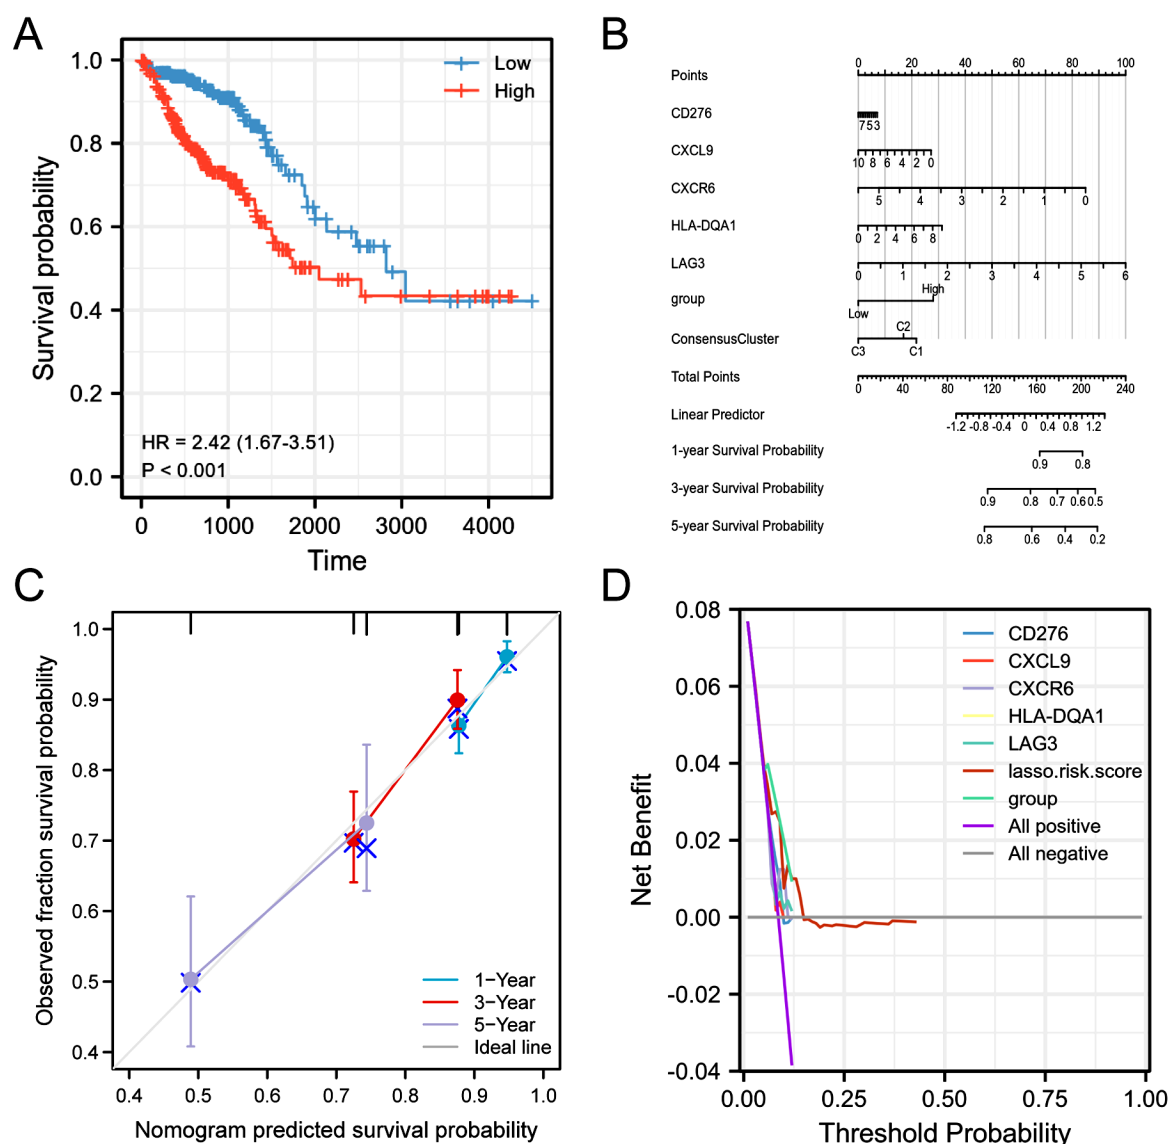 A
1.0
0.8
0.6
0.4
0.2
0.0
Survival probability
Low
High
HR = 2.42 (1.67-3.51)
P < 0.001
0 1000 2000 3000 4000
Time
B
Points
0 20 40 60 80 100
CD276
7 5 3
CXCL9
10 8 6 4 2 0
CXCR6
5 4 3 2 1 0
HLA-DQA1
0 2 4 6 8
LAG3
0 1 2 3 4 5 6
group
High
Low
ConsensusCluster
C2
C3 C1
Total Points
0 40 80 120 160 200 240
Linear Predictor
-1.2 -0.8 -0.4 0 0.2 0.4 0.8 1.2
1-year Survival Probability
0.9 0.8
3-year Survival Probability
0.9 0.8 0.7 0.6 0.5
5-year Survival Probability
0.8 0.6 0.4 0.2
C
1.0
0.9
0.8
0.7
0.6
0.5
0.4
Observed fraction survival probability
1-Year
3-Year
5-Year
Ideal line
0.4 0.5 0.6 0.7 0.8 0.9 1.0
Nomogram predicted survival probability
D
0.08
0.06
0.04
0.02
0.00
-0.02
-0.04
Net Benefit
CD276
CXCL9
CXCR6
HLA-DQA1
LAG3
lasso.risk.score
group
All positive
All negative
0.00 0.25 0.50 0.75 1.00
Threshold Probability